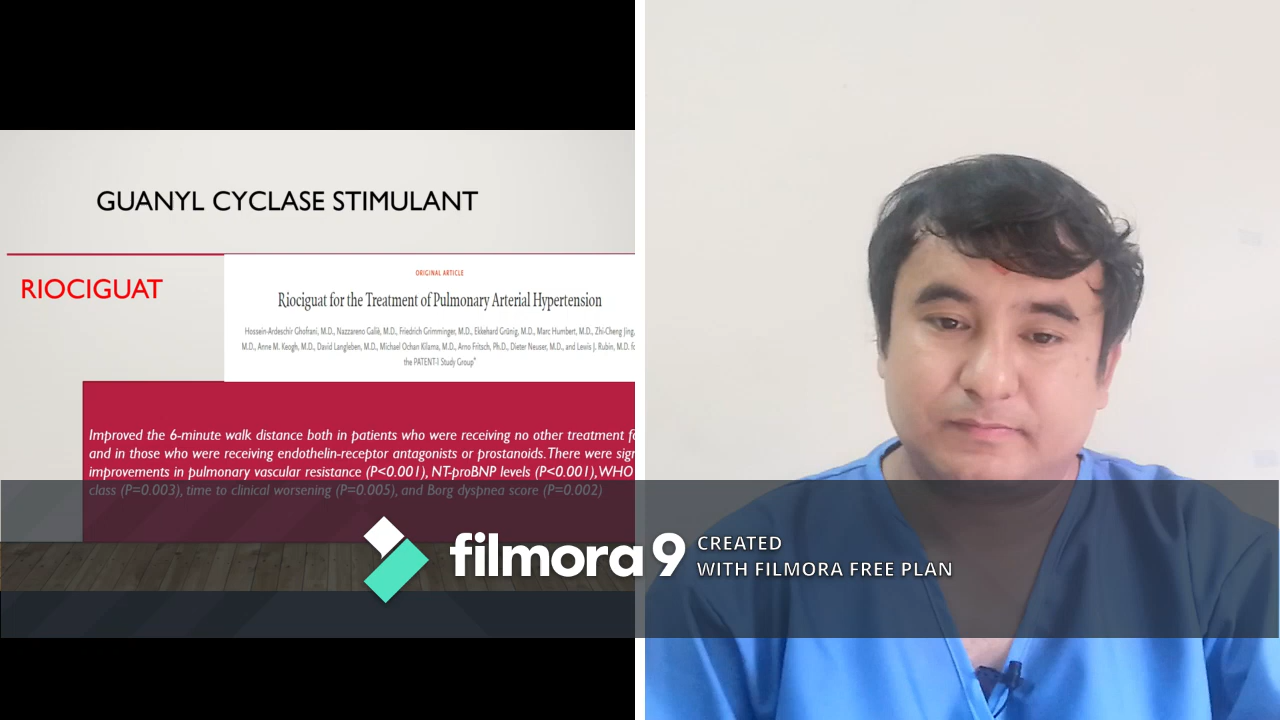 GUANYL CYCLASE STIMULANT
RIOCIGUAT
ORIGINAL ARTICLE
Riociguat for the Treatment of Pulmonary Arterial Hypertension
Hossein-Ardeschir Ghofrani, M.D., Nazzareno Galiè, M.D., Friedrich Grimminger, M.D., Ekkehard Grünig, M.D., Marc Humbert, M.D., Zhi-Cheng Jing,
M.D., Anne M. Keogh, M.D., David Langleben, M.D., Michael Ochan Kilama, M.D., Arno Fritsch, Ph.D., Dieter Neuser, M.D., and Lewis J. Rubin, M.D.
the PATENT-1 Study Group*
Improved the 6-minute walk distance both in patients who were receiving no other treatment
and in those who were receiving endothelin-receptor antagonists or prostanoids. There were
improvements in pulmonary vascular resistance (P<0.001), NT-proBNP levels (P<0.001), WHO
class (P=0.003), time to clinical worsening (P=0.005), and Borg dyspnea score (P=0.002)
filmora9 CREATED
WITH FILMORA FREE PLAN